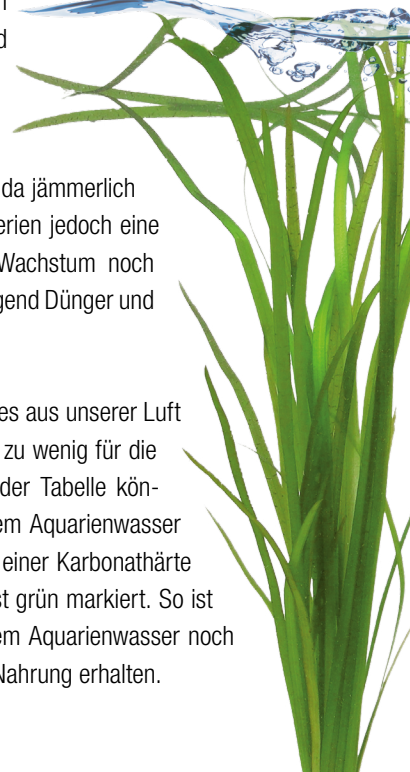 d
da jämmerlich
erien jedoch eine
Wachstum noch
gend Dünger und
es aus unserer Luft
zu wenig für die
der Tabelle kön-
em Aquarienwasser
einer Karbonathärte
st grün markiert. So ist
em Aquarienwasser noch
Nahrung erhalten.